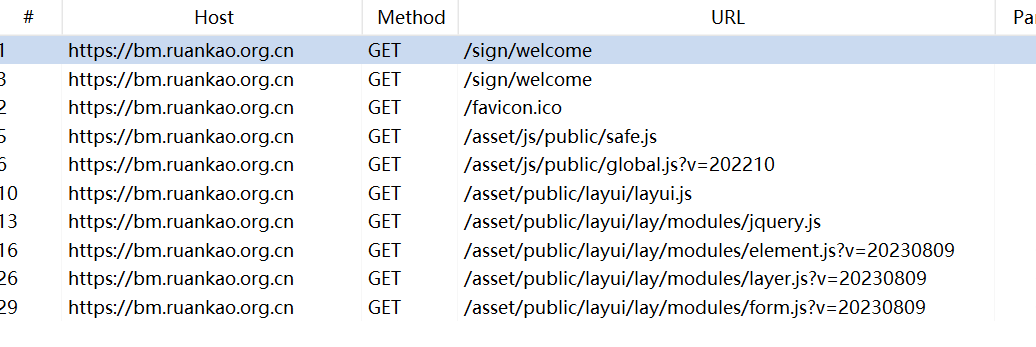 # Host Method URL Pa
1 https://bm.ruankao.org.cn GET /sign/welcome
3 https://bm.ruankao.org.cn GET /sign/welcome
2 https://bm.ruankao.org.cn GET /favicon.ico
5 https://bm.ruankao.org.cn GET /asset/js/public/safe.js
6 https://bm.ruankao.org.cn GET /asset/js/public/global.js?v=202210
10 https://bm.ruankao.org.cn GET /asset/public/layui/layui.js
13 https://bm.ruankao.org.cn GET /asset/public/layui/lay/modules/jquery.js
16 https://bm.ruankao.org.cn GET /asset/public/layui/lay/modules/element.js?v=20230809
26 https://bm.ruankao.org.cn GET /asset/public/layui/lay/modules/layer.js?v=20230809
29 https://bm.ruankao.org.cn GET /asset/public/layui/lay/modules/form.js?v=20230809